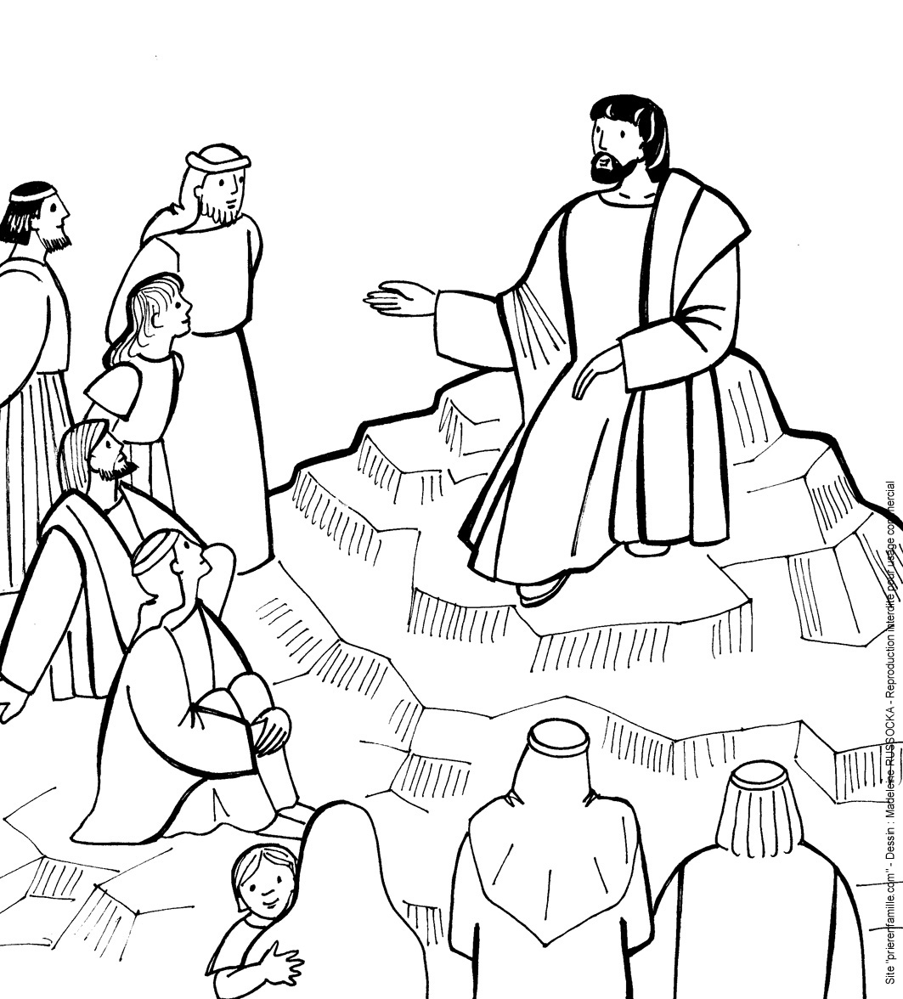 Site "prierenfamille.com" - Dessin : Madeleine RUSSOCKA - Reproduction interdite pour usage commercial